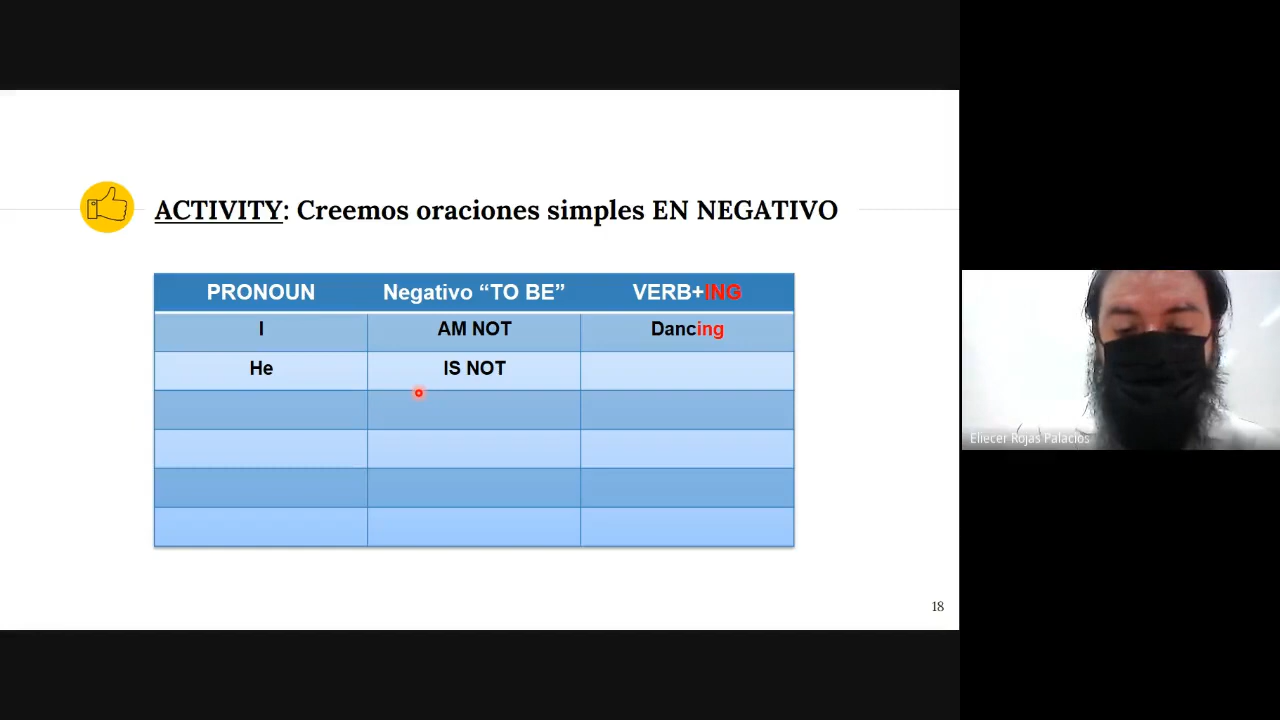 ACTIVITY: Creemos oraciones simples EN NEGATIVO
PRONOUN Negativo “TO BE” VERB+ING
I AM NOT Dancing
He IS NOT
18
Eliecer Rojas Palacios